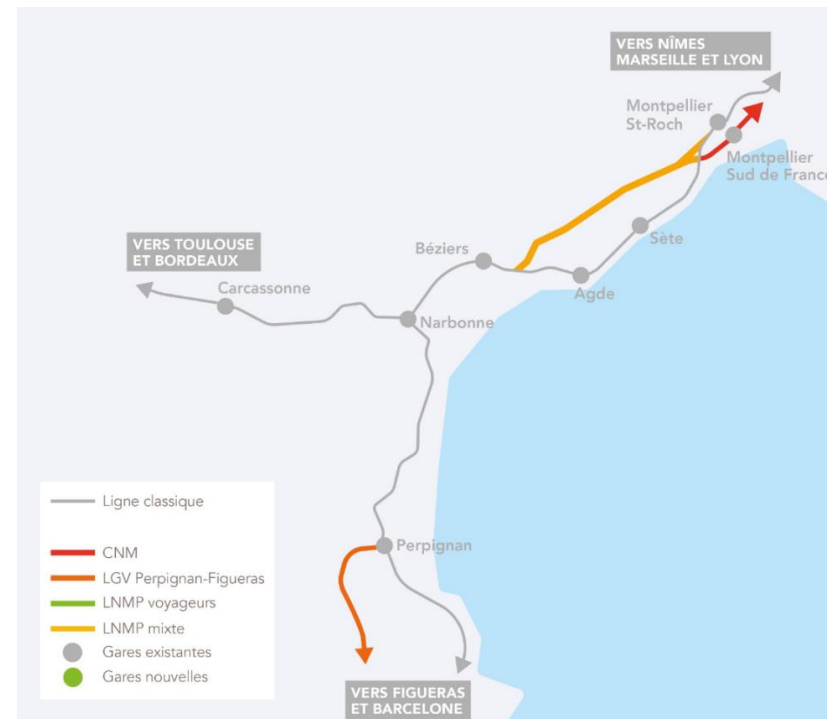 VERS NÎMES
MARSEILLE ET LYON
Montpellier
St-Roch
Montpellier
Sud de France
Sète
Béziers
Agde
VERS TOULOUSE
ET BORDEAUX
Carcassonne
Narbonne
Perpignan
Ligne classique
CNM
LGV Perpignan-Figueras
LNMP voyageurs
LNMP mixte
Gares existantes
Gares nouvelles
VERS FIGUERAS
ET BARCELONE